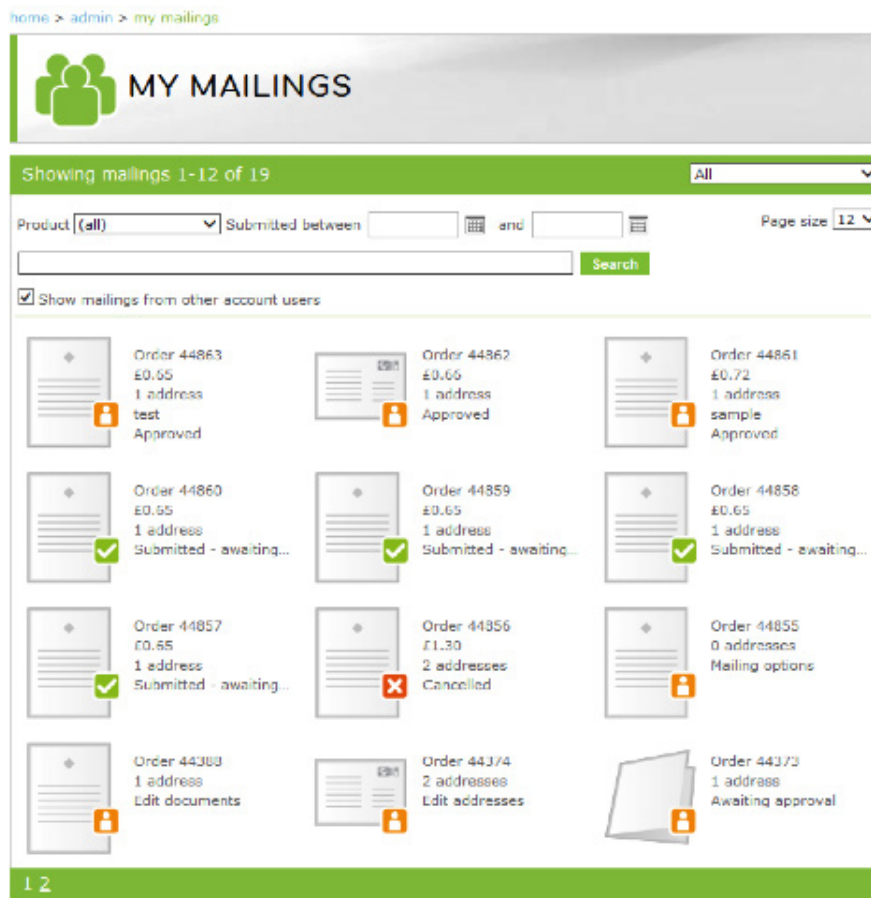 home > admin > my mailings
MY MAILINGS
Showing mailings 1-12 of 19
All
Product (all) Submitted between and Page size 12
Search
Show mailings from other account users
Order 44863
£0.65
1 address
test
Approved
Order 44862
£0.66
1 address
Approved
Order 44861
£0.72
1 address
sample
Approved
Order 44860
£0.65
1 address
Submitted - awaiting...
Order 44859
£0.65
1 address
Submitted - awaiting...
Order 44858
£0.65
1 address
Submitted - awaiting...
Order 44857
£0.65
1 address
Submitted - awaiting...
Order 44856
£1.30
2 addresses
Cancelled
Order 44855
0 addresses
Mailing options
Order 44388
1 address
Edit documents
Order 44374
2 addresses
Edit addresses
Order 44373
1 address
Awaiting approval
1 2